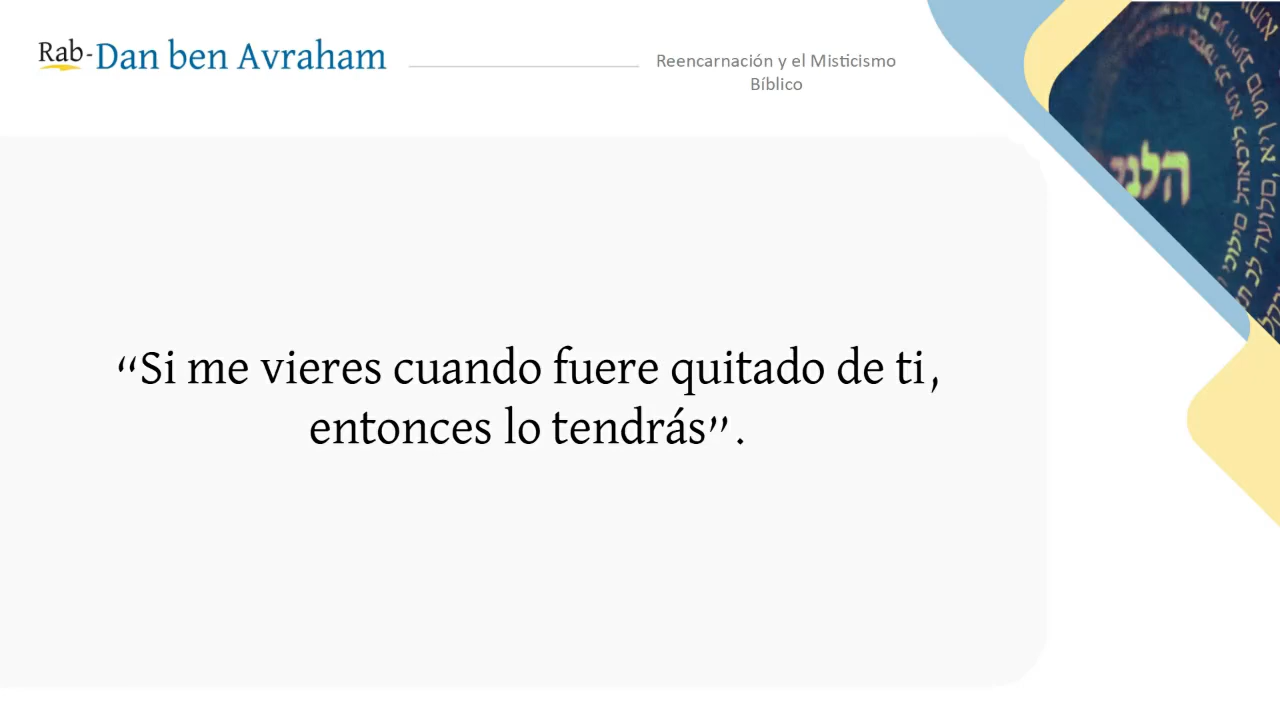 Rab-Dan ben Avraham
Reencarnación y el Misticismo
Bíblico
“Si me vieres cuando fuere quitado de ti,
entonces lo tendrás”.